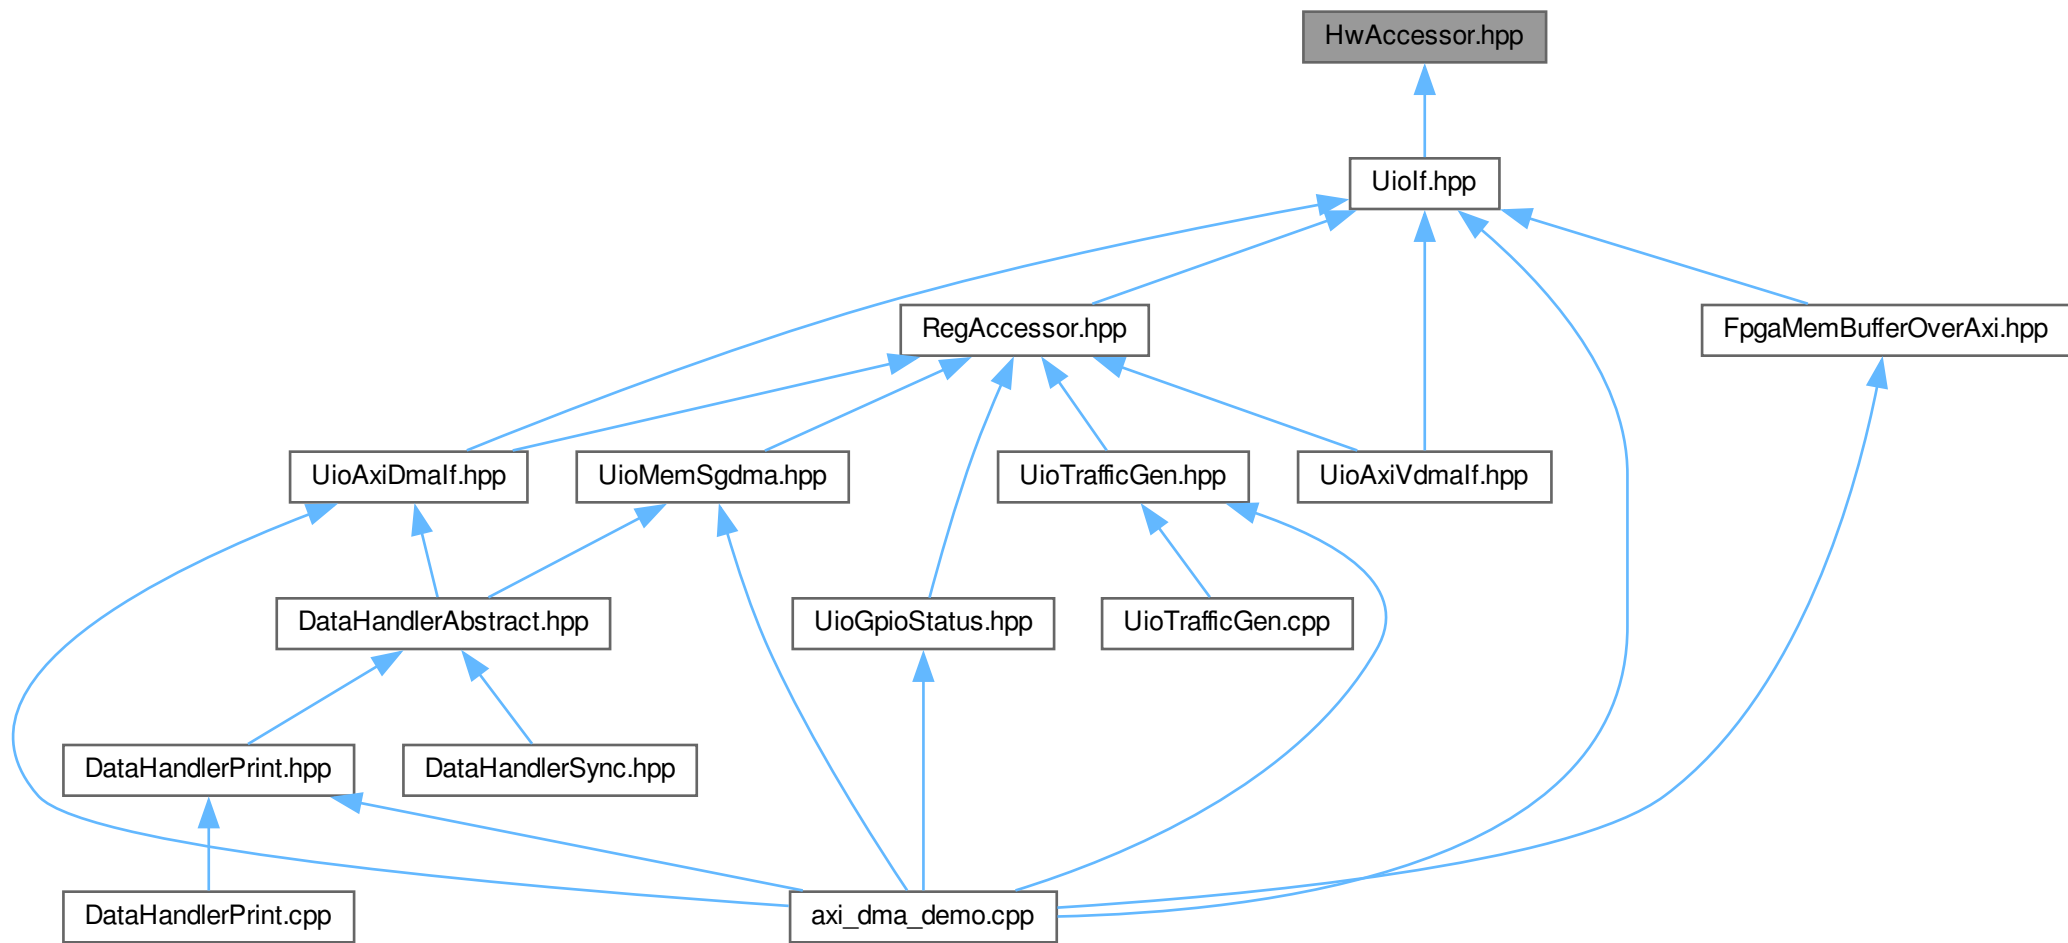 HwAccessor.hpp
UioIf.hpp
RegAccessor.hpp
FpgaMemBufferOverAxi.hpp
UioAxiDmaIf.hpp
UioMemSgdma.hpp
UioTrafficGen.hpp
UioAxiVdmaIf.hpp
DataHandlerAbstract.hpp
UioGpioStatus.hpp
UioTrafficGen.cpp
DataHandlerPrint.hpp
DataHandlerSync.hpp
DataHandlerPrint.cpp
axi_dma_demo.cpp